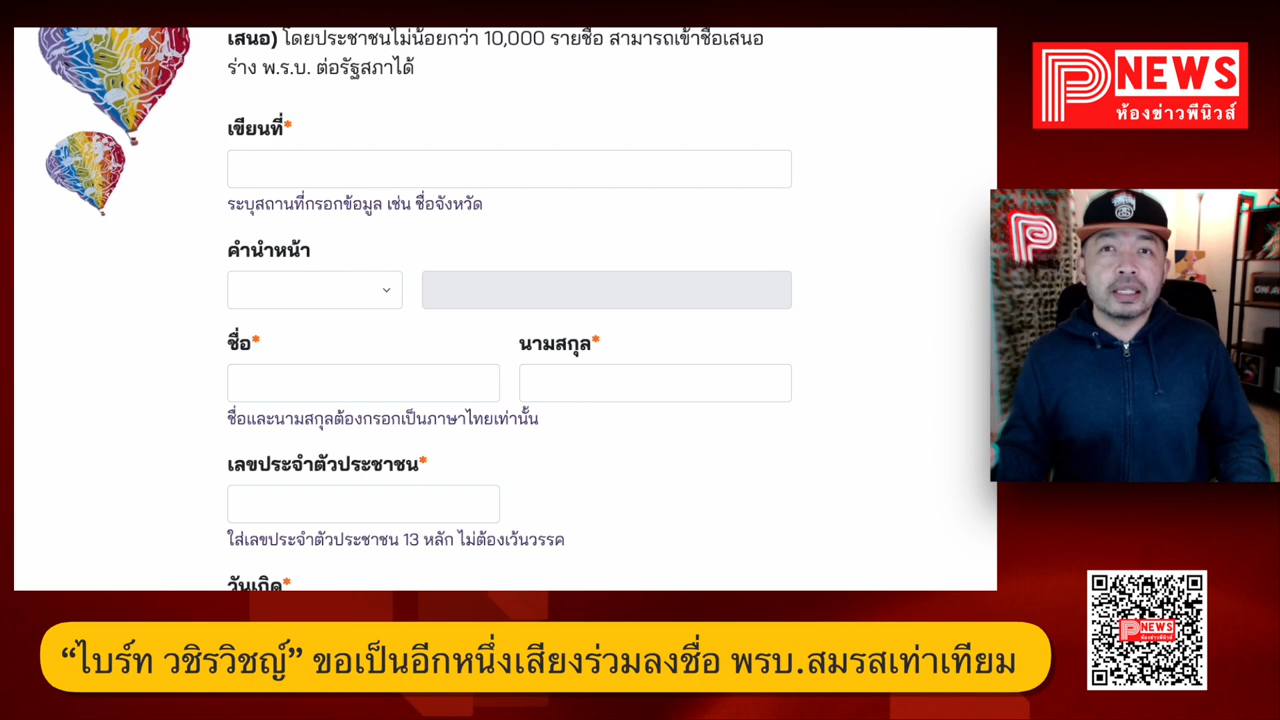 เสนอ) โดยประชาชนไม่น้อยกว่า 10,000 รายชื่อ สามารถเข้าชื่อเสนอ
ร่าง พ.ร.บ. ต่อรัฐสภาได้
เขียนที่*
ระบุสถานที่กรอกข้อมูล เช่น ชื่อจังหวัด
คำนำหน้า
ชื่อ* นามสกุล*
ชื่อและนามสกุลต้องกรอกเป็นภาษาไทยเท่านั้น
เลขประจำตัวประชาชน*
ใส่เลขประจำตัวประชาชน 13 หลัก ไม่ต้องเว้นวรรค
วันเกิด*
P NEWS
ห้องข่าวพีนิวส์
P
ON AIR
“ไบร์ท วชิรวิชญ์” ขอเป็นอีกหนึ่งเสียงร่วมลงชื่อ พรบ.สมรสเท่าเทียม
P NEWS
ห้องข่าวพีนิวส์